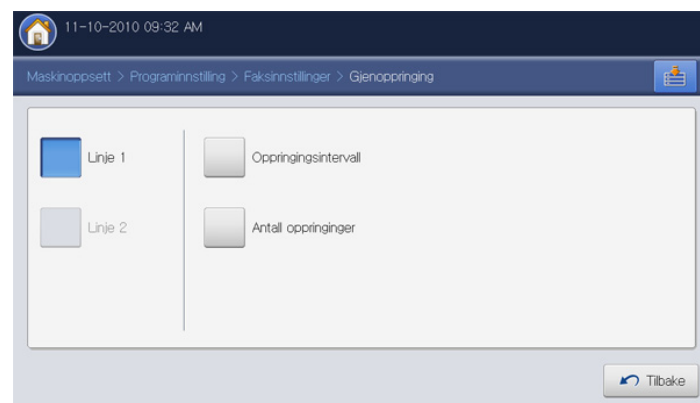 11-10-2010 09:32 AM
Maskinoppsett > Programinnstilling > Faksinnstillinger > Gjenoppringing
Linje 1
Oppringingsintervall
Linje 2
Antall oppringinger
Tilbake